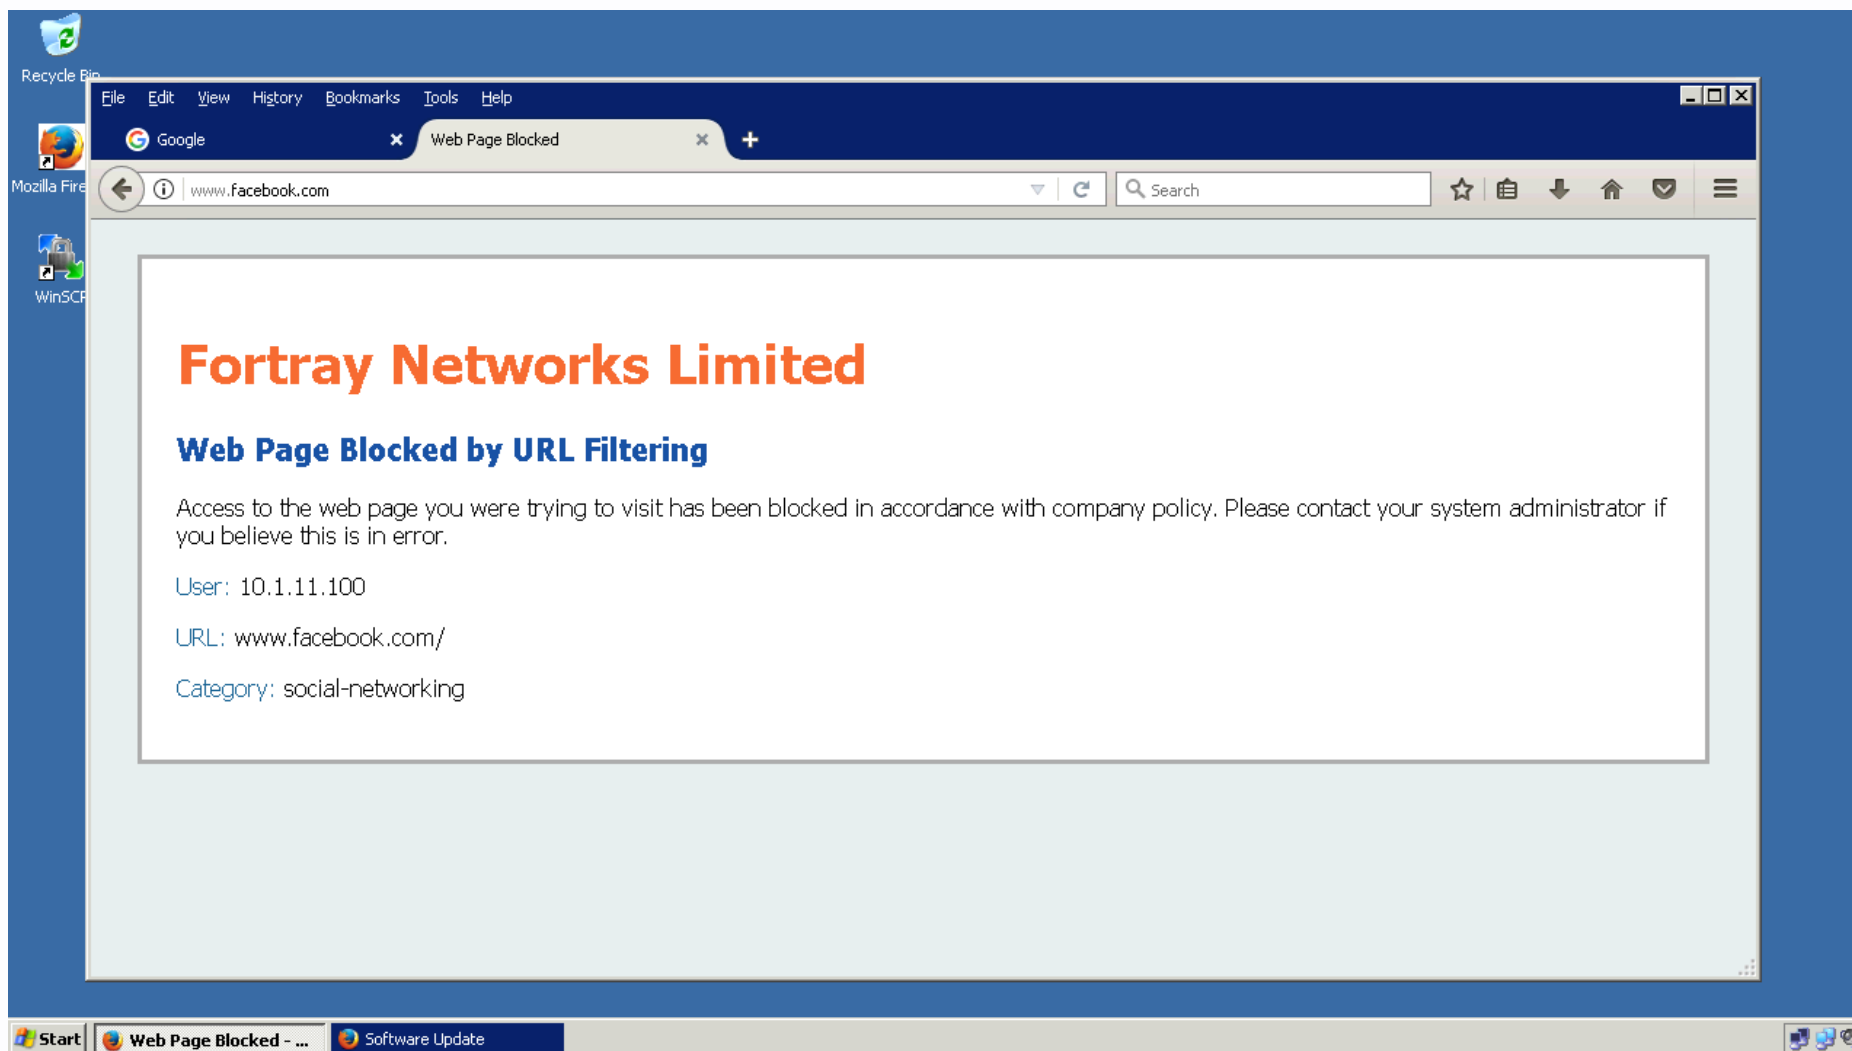 Recycle Bin
File Edit View History Bookmarks Tools Help
Google
Web Page Blocked
Mozilla Fire
www.facebook.com
Search
WinSCP
Fortray Networks Limited
Web Page Blocked by URL Filtering
Access to the web page you were trying to visit has been blocked in accordance with company policy. Please contact your system administrator if
you believe this is in error.
User: 10.1.11.100
URL: www.facebook.com/
Category: social-networking
Start
Web Page Blocked - ...
Software Update